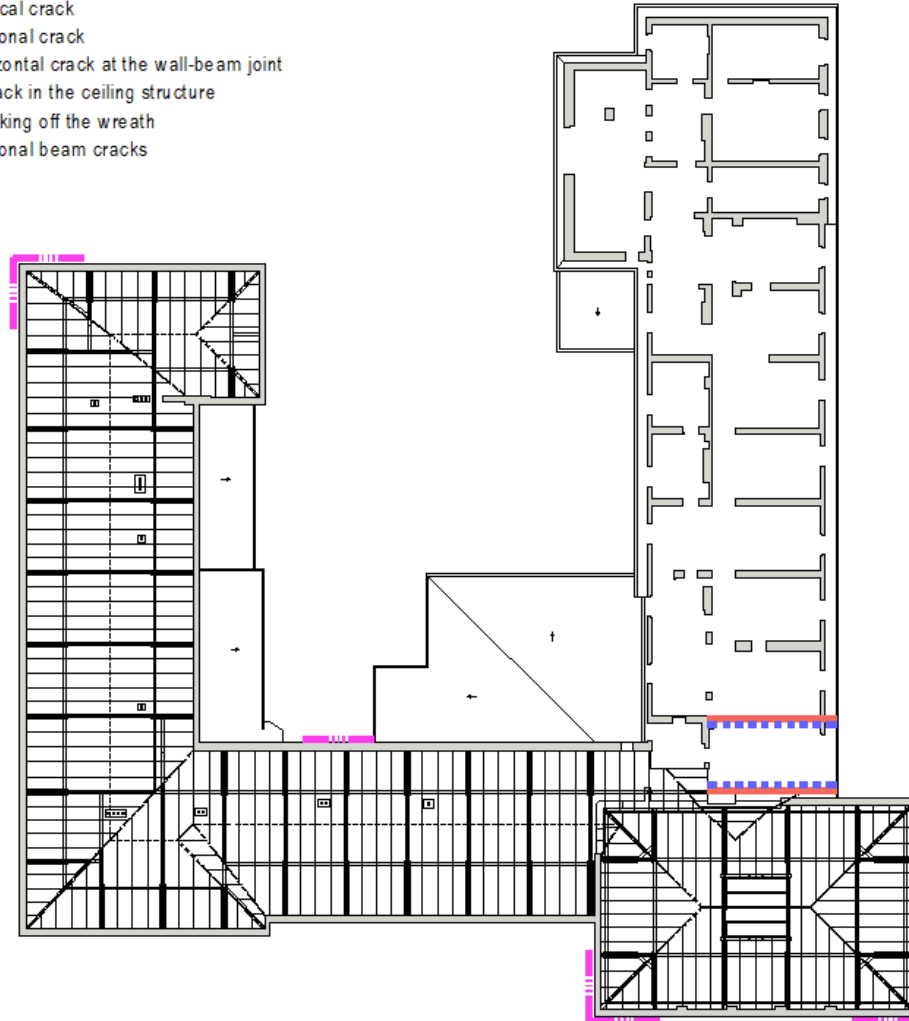 cal crack
onal crack
zontal crack at the wall-beam joint
ack in the ceiling structure
king off the wreath
onal beam cracks